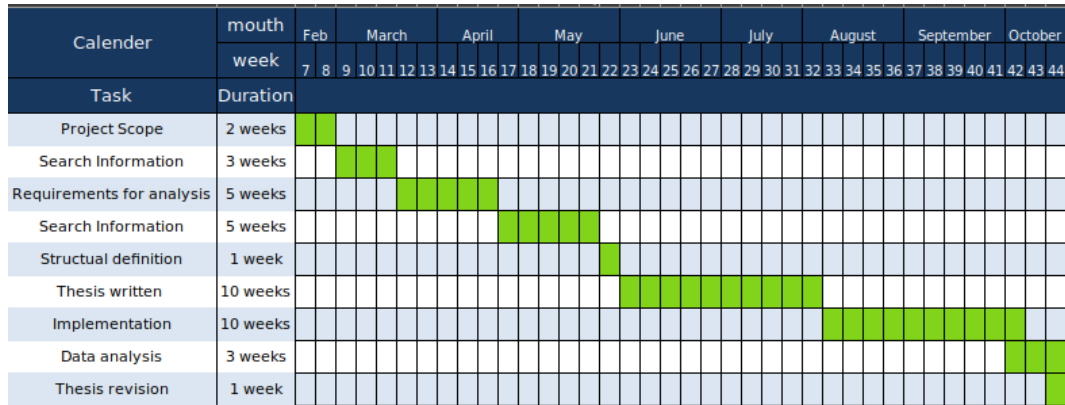 Calender mouth Feb March April May June July August September October
week 7 8 9 10 11 12 13 14 15 16 17 18 19 20 21 22 23 24 25 26 27 28 29 30 31 32 33 34 35 36 37 38 39 40 41 42 43 44
Task Duration
Project Scope 2 weeks
Search Information 3 weeks
Requirements for analysis 5 weeks
Search Information 5 weeks
Structual definition 1 week
Thesis written 10 weeks
Implementation 10 weeks
Data analysis 3 weeks
Thesis revision 1 week